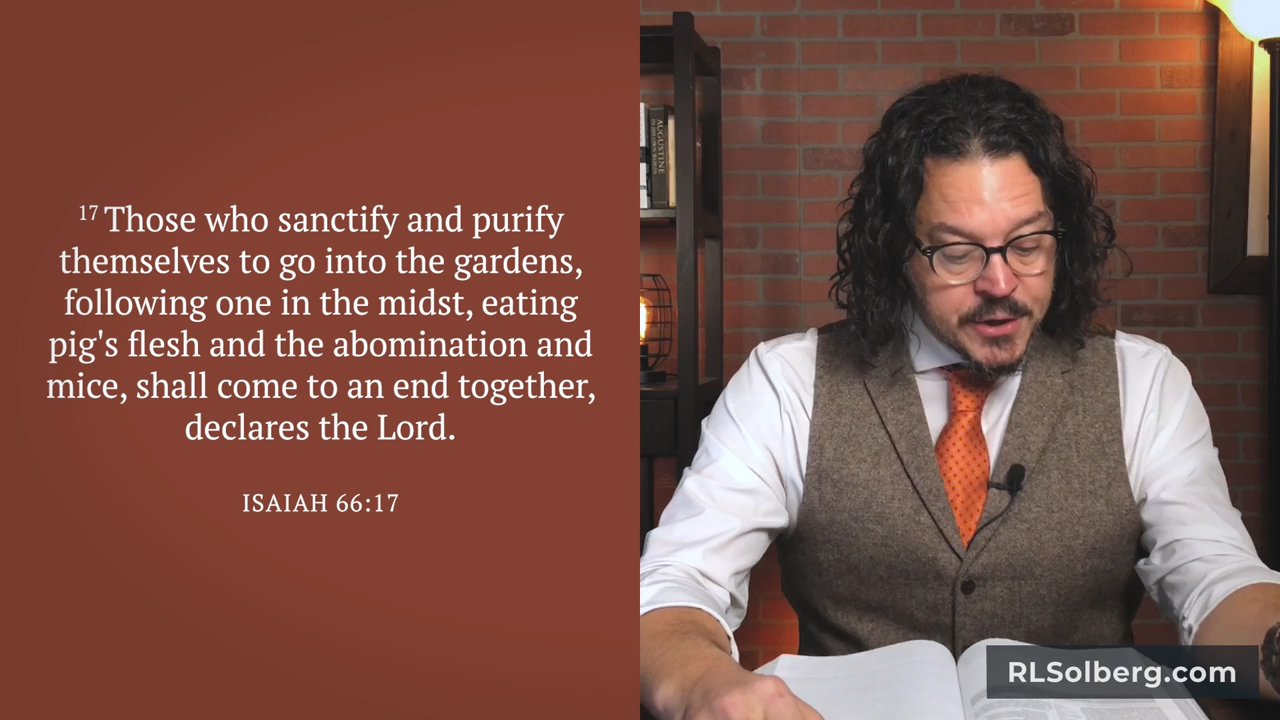 17 Those who sanctify and purify
themselves to go into the gardens,
following one in the midst, eating
pig's flesh and the abomination and
mice, shall come to an end together,
declares the Lord.
ISAIAH 66:17
AUGUSTINE
RLSolberg.com